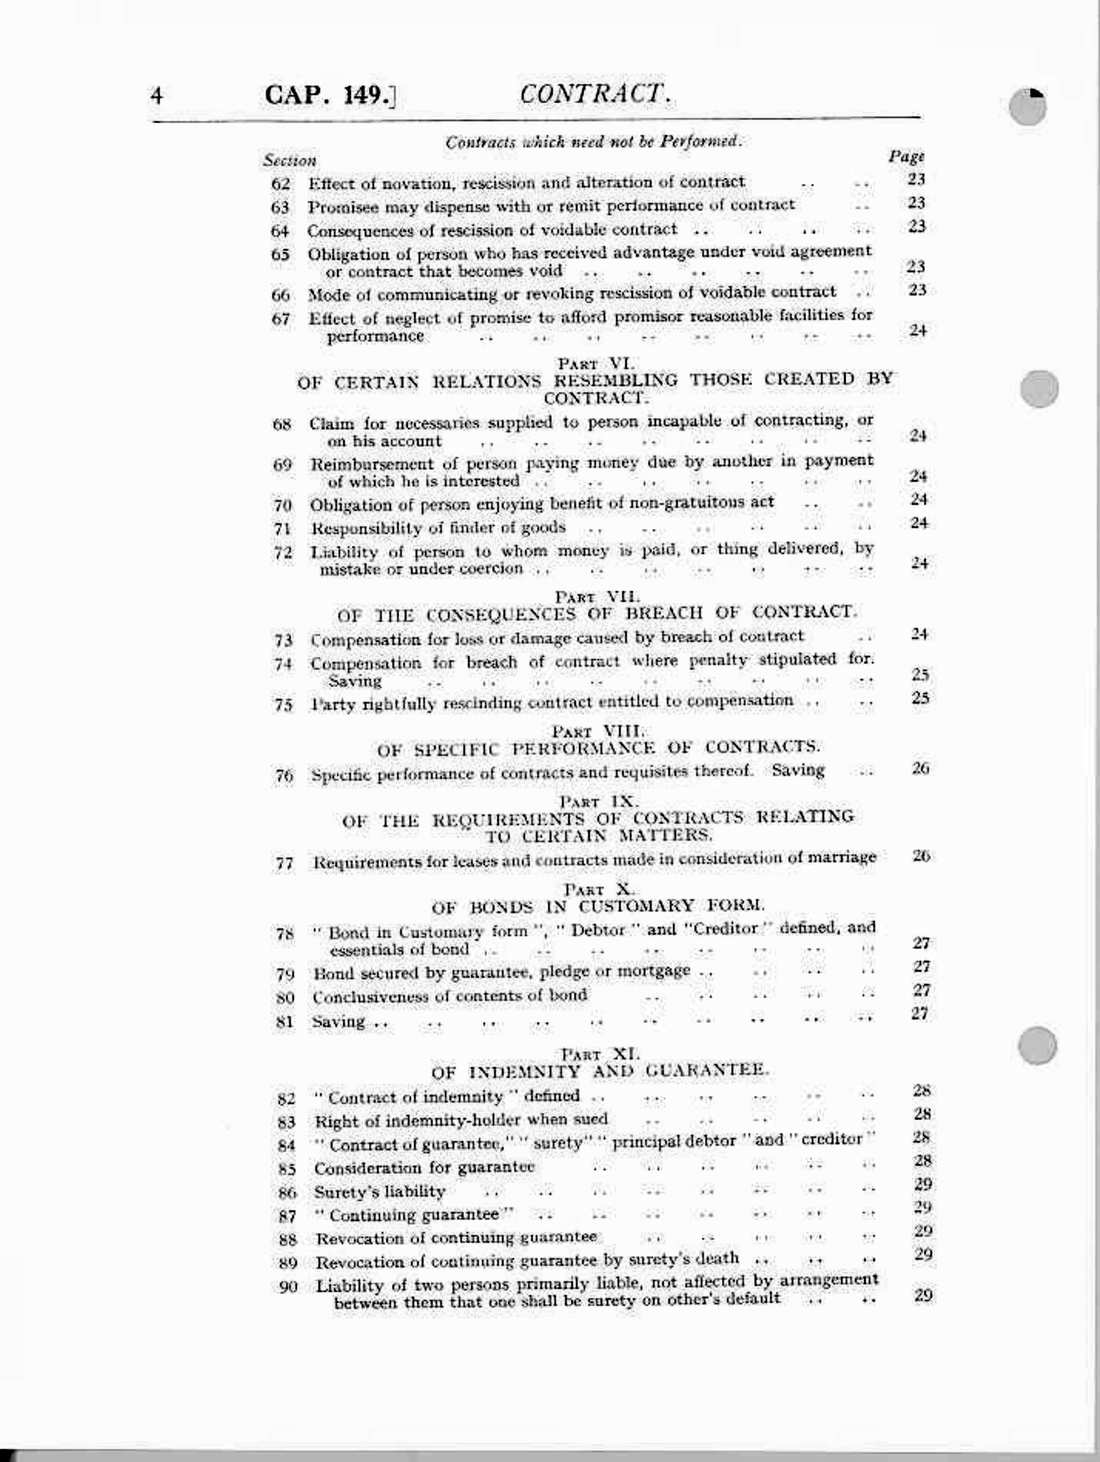 4 CAP. 149.] CONTRACT.
Contracts which need not be Performed.
Section Page
62 Effect of novation, rescission and alteration of contract .. .. 23
63 Promisee may dispense with or remit performance of contract .. 23
64 Consequences of rescission of voidable contract .. .. .. .. 23
65 Obligation of person who has received advantage under void agreement
or contract that becomes void .. .. .. .. .. .. 23
66 Mode of communicating or revoking rescission of voidable contract .. 23
67 Effect of neglect of promise to afford promisor reasonable facilities for
performance .. .. .. .. .. .. .. .. 24
PART VI.
OF CERTAIN RELATIONS RESEMBLING THOSE CREATED BY
CONTRACT.
68 Claim for necessaries supplied to person incapable of contracting, or
on his account .. .. .. .. .. .. .. .. 24
69 Reimbursement of person paying money due by another in payment
of which he is interested .. .. .. .. .. .. .. 24
70 Obligation of person enjoying benefit of non-gratuitous act .. .. 24
71 Responsibility of finder of goods .. .. .. .. .. .. 24
72 Liability of person to whom money is paid, or thing delivered, by
mistake or under coercion .. .. .. .. .. .. .. 24
PART VII.
OF THE CONSEQUENCES OF BREACH OF CONTRACT.
73 Compensation for loss or damage caused by breach of contract .. 24
74 Compensation for breach of contract where penalty stipulated for.
Saving .. .. .. .. .. .. .. .. .. 25
75 Party rightfully rescinding contract entitled to compensation .. .. 25
PART VIII.
OF SPECIFIC PERFORMANCE OF CONTRACTS.
76 Specific performance of contracts and requisites thereof. Saving .. 26
PART IX.
OF THE REQUIREMENTS OF CONTRACTS RELATING
TO CERTAIN MATTERS.
77 Requirements for leases and contracts made in consideration of marriage 26
PART X.
OF BONDS IN CUSTOMARY FORM.
78 " Bond in Customary form ", " Debtor " and "Creditor " defined, and
essentials of bond .. .. .. .. .. .. .. .. 27
79 Bond secured by guarantee, pledge or mortgage .. .. .. .. 27
80 Conclusiveness of contents of bond .. .. .. .. .. 27
81 Saving .. .. .. .. .. .. .. .. .. .. 27
PART XI.
OF INDEMNITY AND GUARANTEE.
82 " Contract of indemnity " defined .. .. .. .. .. .. 28
83 Right of indemnity-holder when sued .. .. .. .. .. 28
84 " Contract of guarantee," " surety" " principal debtor " and " creditor " 28
85 Consideration for guarantee .. .. .. .. .. .. 28
86 Surety's liability .. .. .. .. .. .. .. .. 29
87 " Continuing guarantee " .. .. .. .. .. .. .. 29
88 Revocation of continuing guarantee .. .. .. .. .. 29
89 Revocation of continuing guarantee by surety's death .. .. .. 29
90 Liability of two persons primarily liable, not affected by arrangement
between them that one shall be surety on other's default .. .. 29